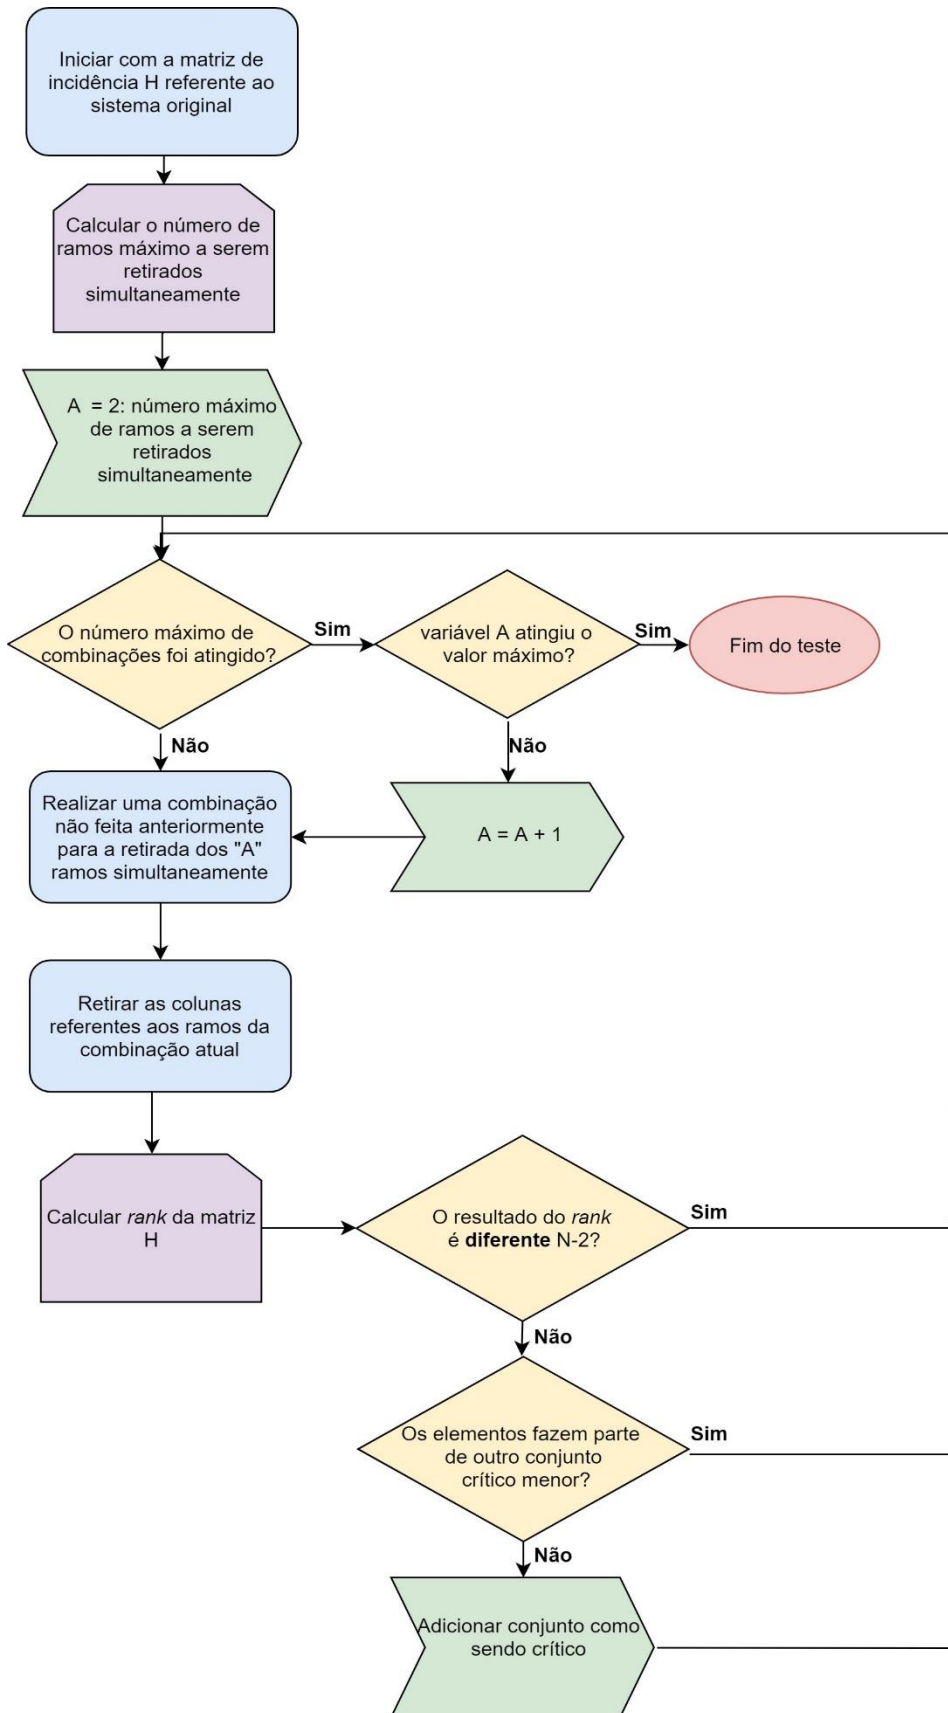 Iniciar com a matriz de
incidência H referente ao
sistema original
Calcular o número de
ramos máximo a serem
retirados
simultaneamente
A  = 2: número máximo
de ramos a serem
retirados
simultaneamente
O número máximo de
combinações foi atingido?
Sim
variável A atingiu o
valor máximo?
Sim
Fim do teste
Não
Não
Realizar uma combinação
não feita anteriormente
para a retirada dos "A"
ramos simultaneamente
A = A + 1
Retirar as colunas
referentes aos ramos da
combinação atual
Calcular rank da matriz
H
O resultado do rank
é diferente N-2?
Sim
Não
Os elementos fazem parte
de outro conjunto
crítico menor?
Sim
Não
Adicionar conjunto como
sendo crítico